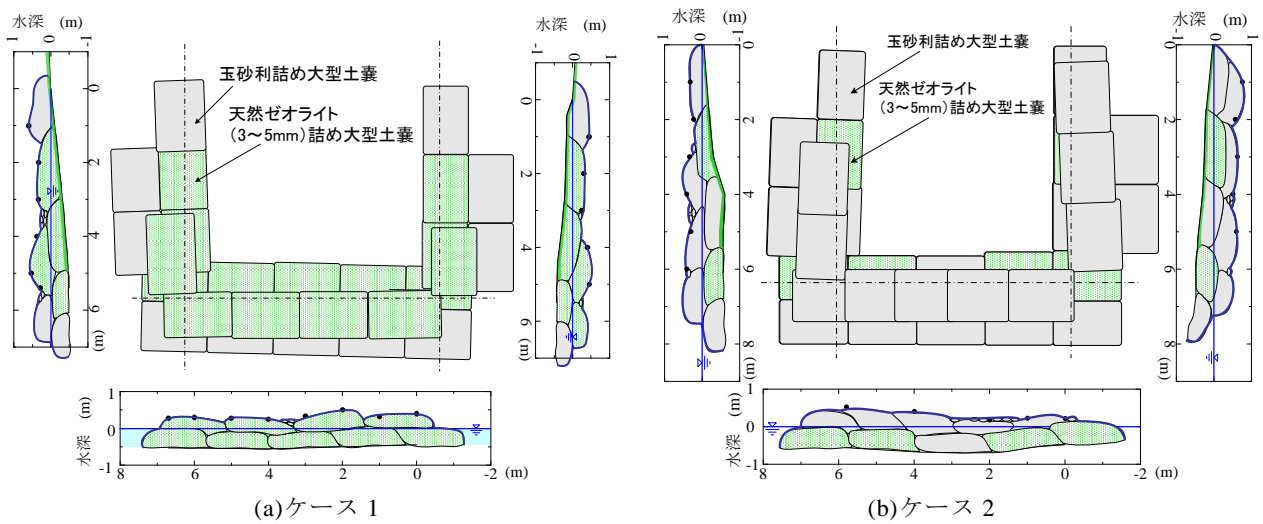 水深 (m)
1 0 -1
0
2
4
6
(m)
玉砂利詰め大型土嚢
天然ゼオライト
(3～5mm)詰め大型土嚢
水深 (m)
-1 0 1
0
2
4
6
(m)
(m)
1
0
-1
水深
8 6 4 2 0 -2 (m)
(a)ケース 1
水深 (m)
1 0 -1
0
2
4
6
8
(m)
玉砂利詰め大型土嚢
天然ゼオライト
(3～5mm)詰め大型土嚢
水深 (m)
-1 0 1
0
2
4
6
8
(m)
(m)
1
0
-1
水深
8 6 4 2 0 -2 (m)
(b)ケース 2